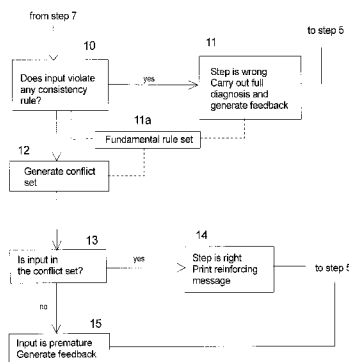 from step 7
to step 5
10
Does input violate
any consistency
rule?
yes
11
Step is wrong
Carry out full
diagnosis and
generate feedback
11a
Fundamental rule set
12
Generate conflict
set
13
Is input in
the conflict set?
yes
14
Step is right
Print reinforcing
message
to step 5
no
15
Input is premature
Generate feedback